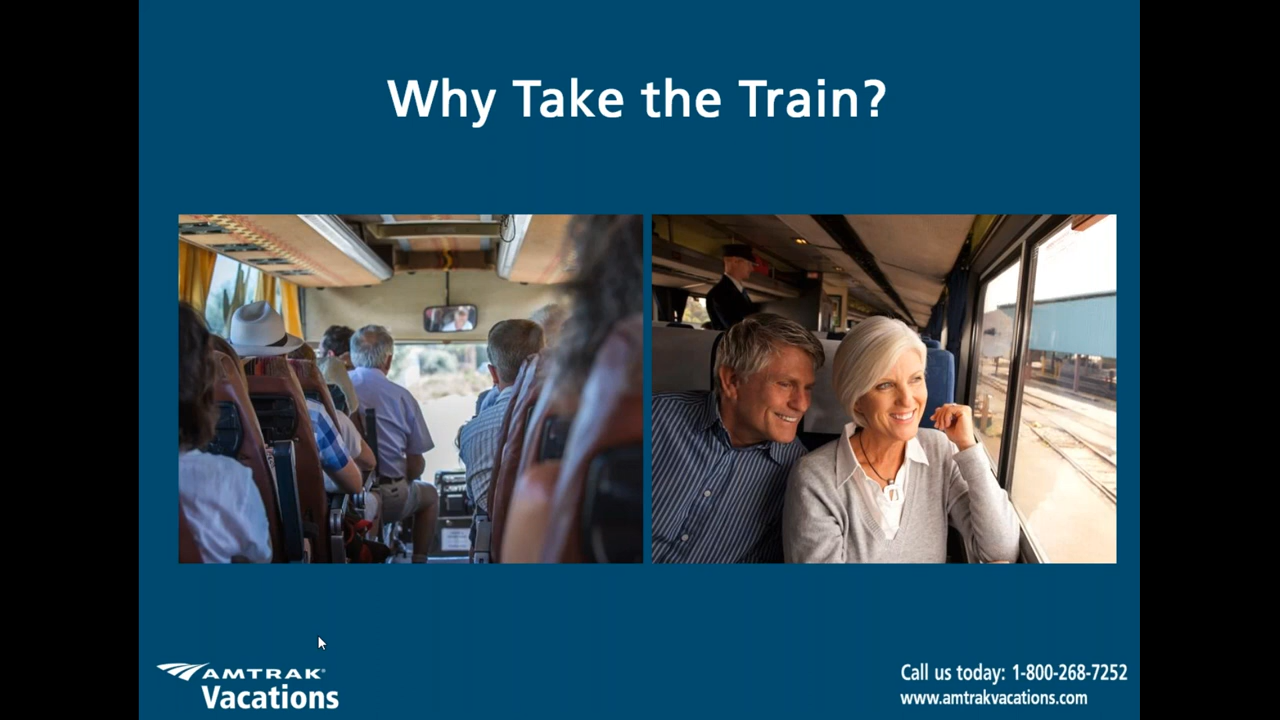 Why Take the Train?
AMTRAK®
Vacations
Call us today: 1-800-268-7252
www.amtrakvacations.com